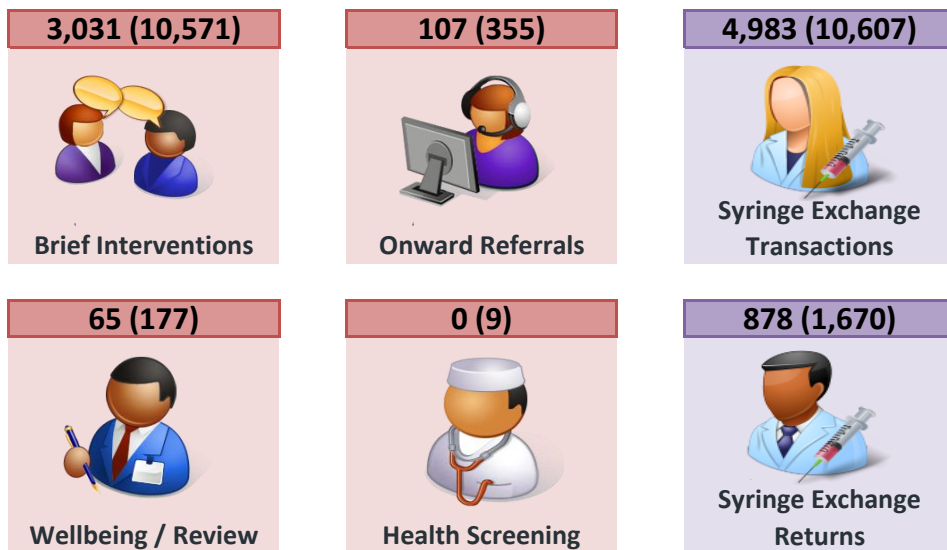 3,031 (10,571)
Brief Interventions
107 (355)
Onward Referrals
4,983 (10,607)
Syringe Exchange
Transactions
65 (177)
Wellbeing / Review
0 (9)
Health Screening
878 (1,670)
Syringe Exchange
Returns